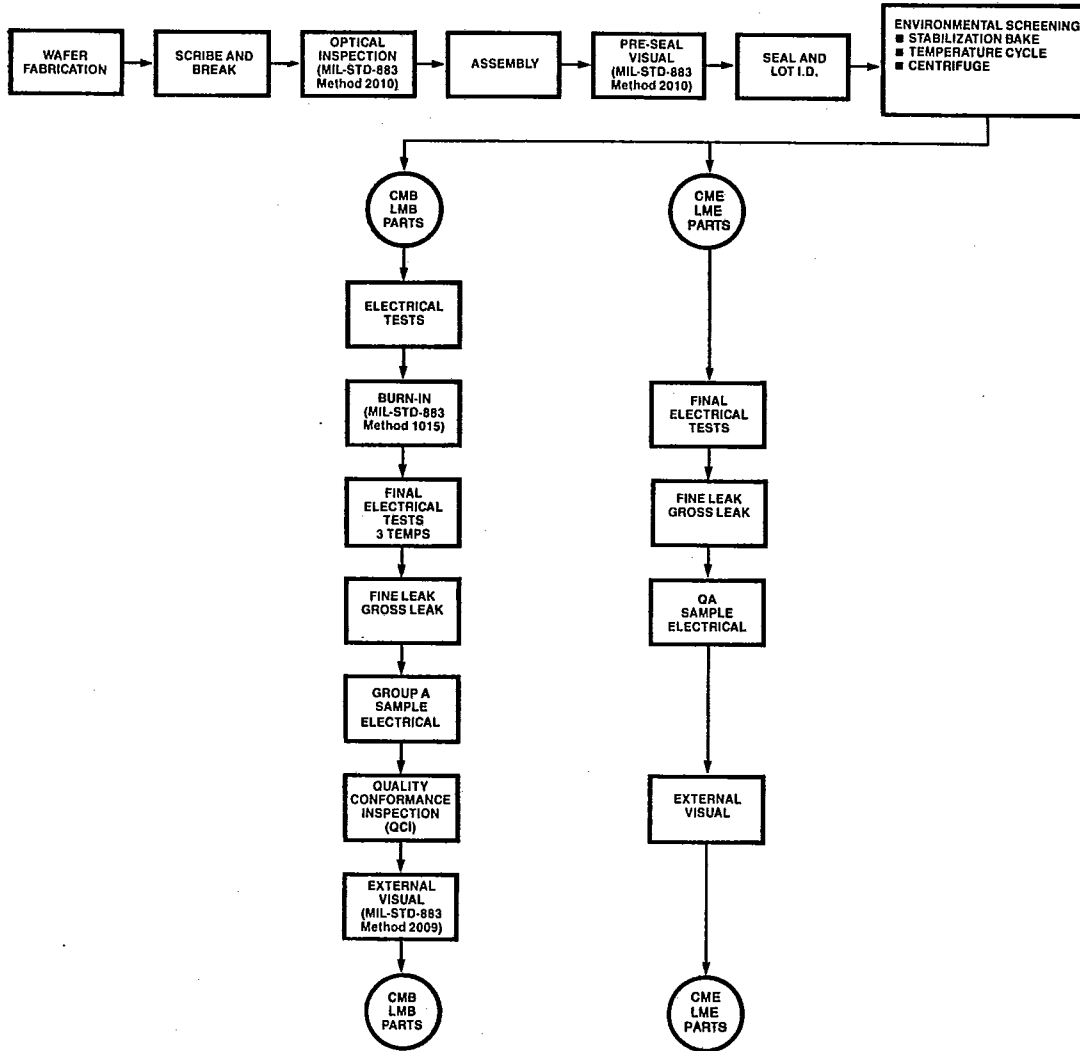 WAFER
FABRICATION
SCRIBE AND
BREAK
OPTICAL
INSPECTION
(MIL-STD-883
Method 2010)
ASSEMBLY
PRE-SEAL
VISUAL
(MIL-STD-883
Method 2010)
SEAL AND
LOT I.D.
ENVIRONMENTAL SCREENING
■ STABILIZATION BAKE
■ TEMPERATURE CYCLE
■ CENTRIFUGE
CMB
LMB
PARTS
ELECTRICAL
TESTS
BURN-IN
(MIL-STD-883
Method 1015)
FINAL
ELECTRICAL
TESTS
3 TEMPS
FINE LEAK
GROSS LEAK
GROUP A
SAMPLE
ELECTRICAL
QUALITY
CONFORMANCE
INSPECTION
(QCI)
EXTERNAL
VISUAL
(MIL-STD-883
Method 2009)
CMB
LMB
PARTS
CME
LME
PARTS
FINAL
ELECTRICAL
TESTS
FINE LEAK
GROSS LEAK
QA
SAMPLE
ELECTRICAL
EXTERNAL
VISUAL
CME
LME
PARTS